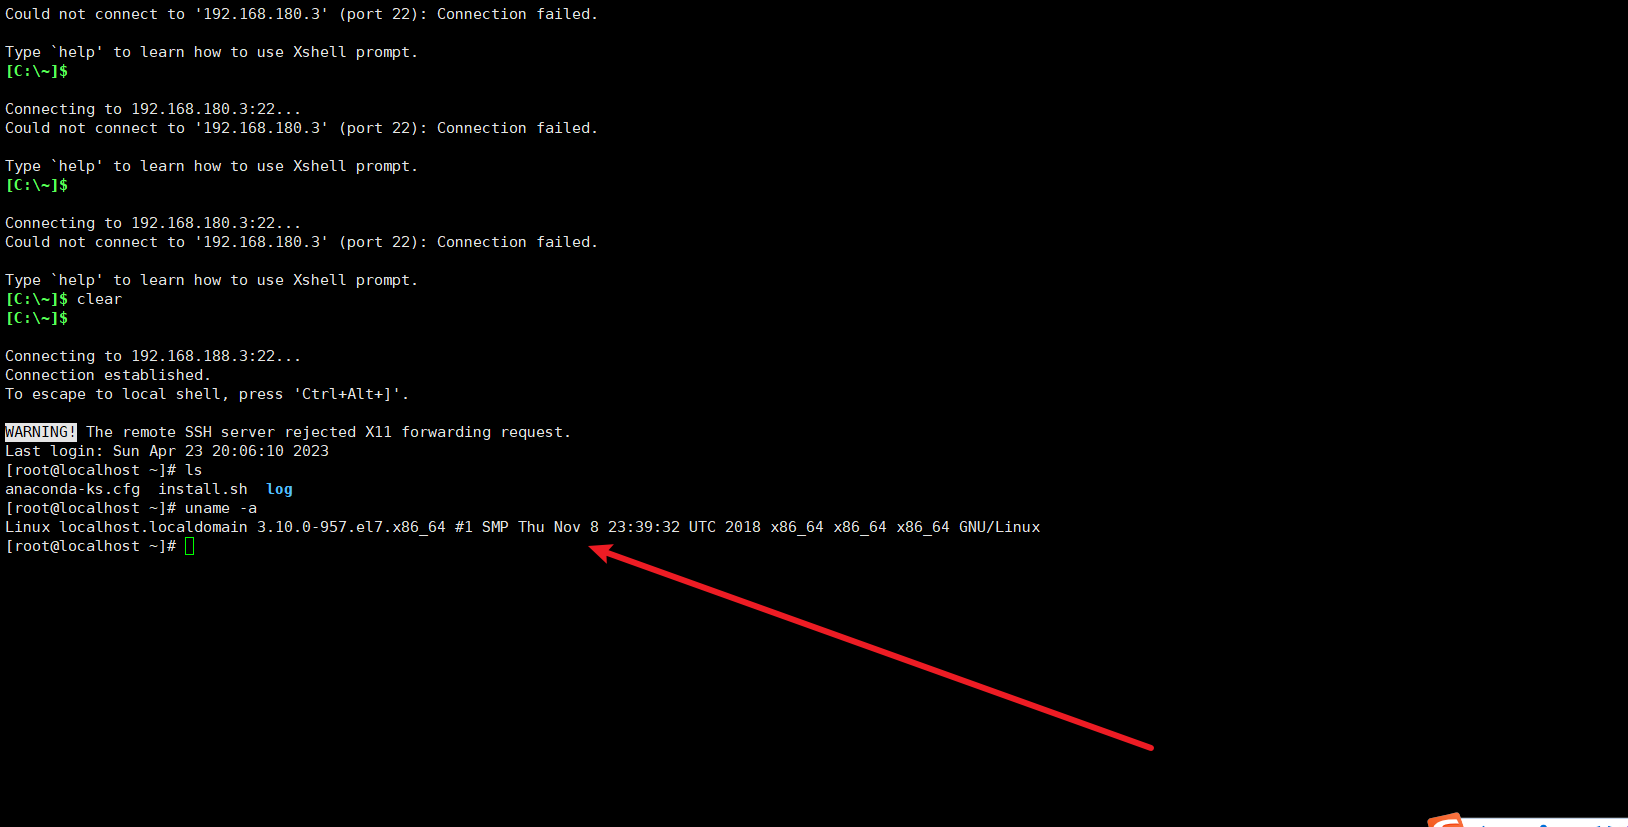 Could not connect to '192.168.180.3' (port 22): Connection failed.
Type `help' to learn how to use Xshell prompt.
[C:\~]$
Connecting to 192.168.180.3:22...
Could not connect to '192.168.180.3' (port 22): Connection failed.
Type `help' to learn how to use Xshell prompt.
[C:\~]$
Connecting to 192.168.180.3:22...
Could not connect to '192.168.180.3' (port 22): Connection failed.
Type `help' to learn how to use Xshell prompt.
[C:\~]$ clear
[C:\~]$
Connecting to 192.168.188.3:22...
Connection established.
To escape to local shell, press 'Ctrl+Alt+]'.
WARNING! The remote SSH server rejected X11 forwarding request.
Last login: Sun Apr 23 20:06:10 2023
[root@localhost ~]# ls
anaconda-ks.cfg  install.sh  log
[root@localhost ~]# uname -a
Linux localhost.localdomain 3.10.0-957.el7.x86_64 #1 SMP Thu Nov 8 23:39:32 UTC 2018 x86_64 x86_64 x86_64 GNU/Linux
[root@localhost ~]#